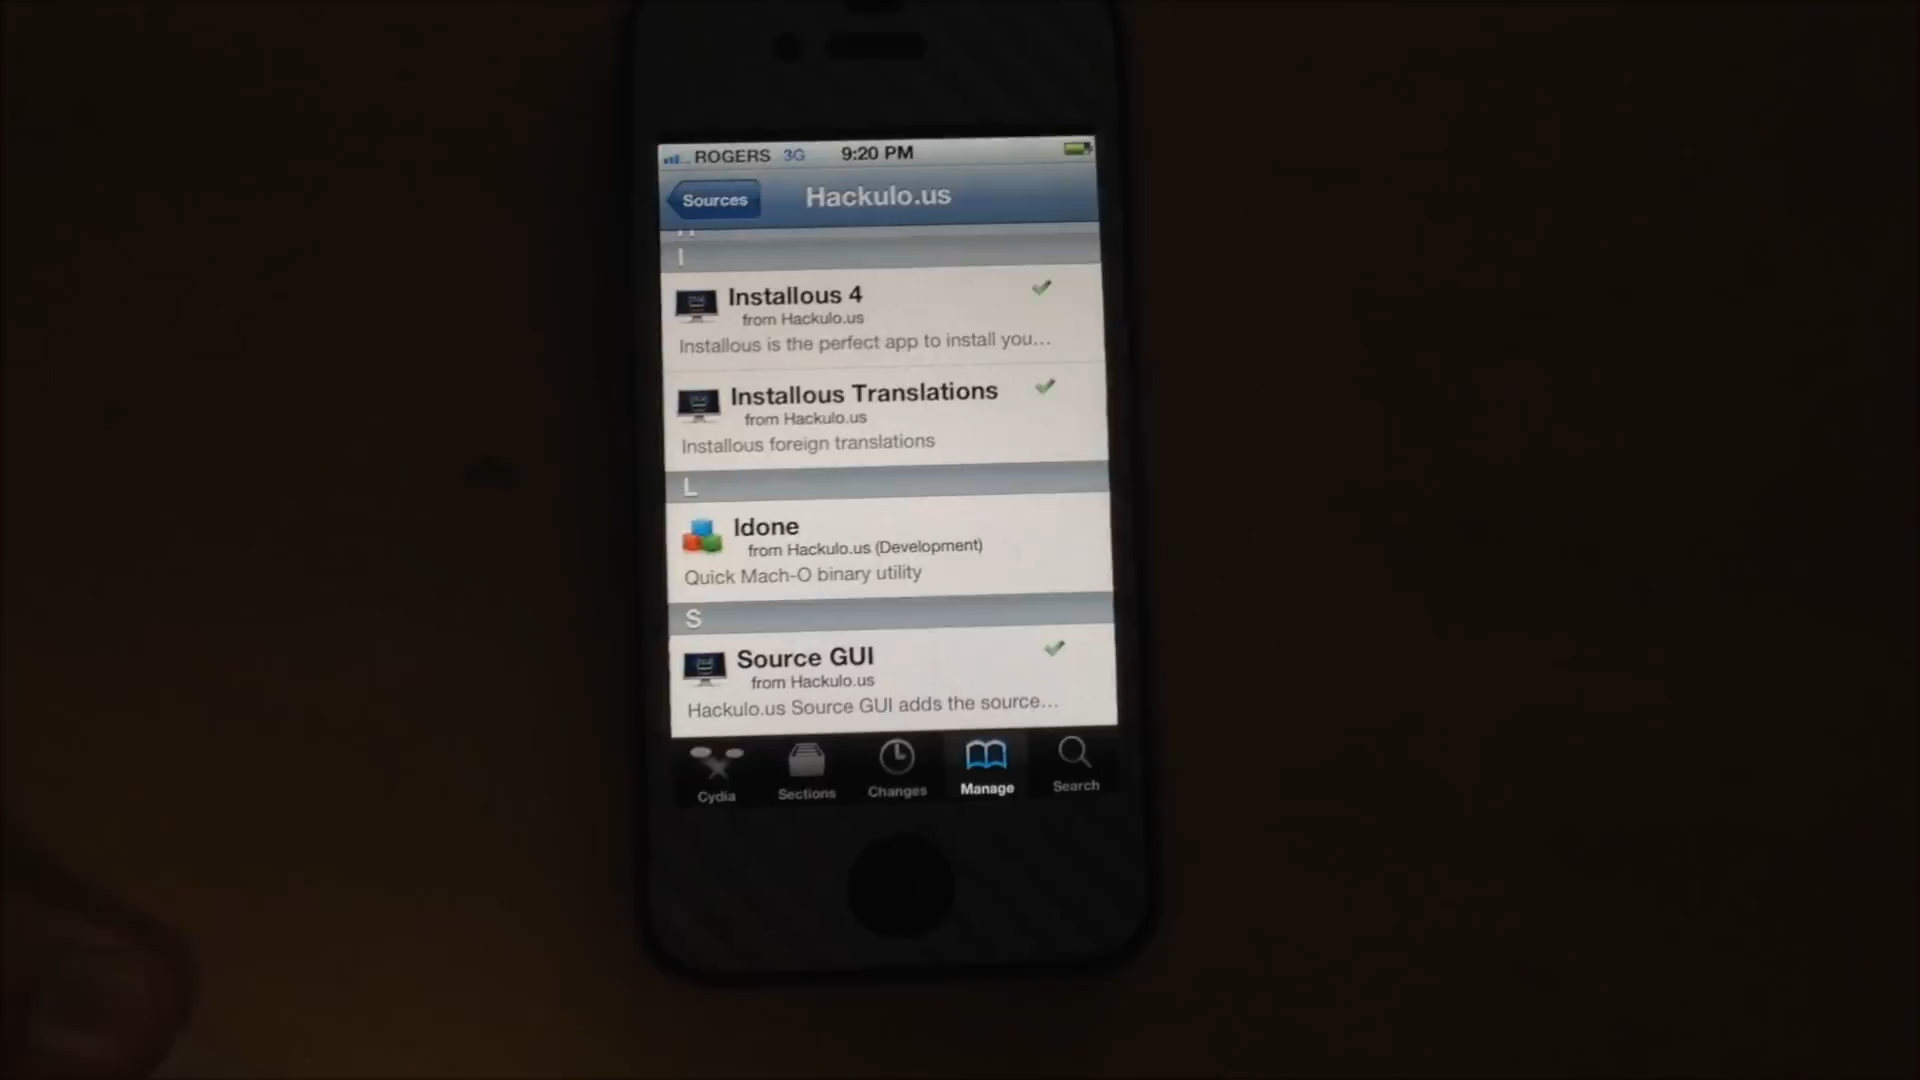 ROGERS 3G 9:20 PM
Sources Hackulo.us
I
Installous 4
from Hackulo.us
Installous is the perfect app to install you...
Installous Translations
from Hackulo.us
Installous foreign translations
L
ldone
from Hackulo.us (Development)
Quick Mach-O binary utility
S
Source GUI
from Hackulo.us
Hackulo.us Source GUI adds the source...
Cydia Sections Changes Manage Search